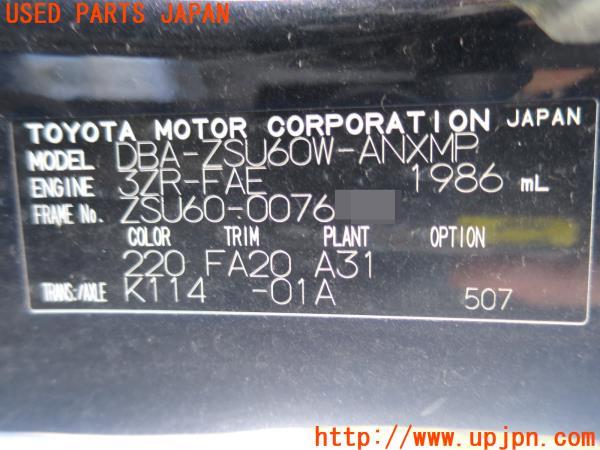 USED PARTS JAPAN
TOYOTA MOTOR CORPORATION JAPAN
MODEL DBA-ZSU60W-ANXMP
ENGINE 3ZR-FAE 1986 mL
FRAME No. ZSU60-0076
COLOR TRIM PLANT OPTION
220 FA20 A31
TRANS./AXLE K114 -01A 507
UPJ http://www.upjpn.com